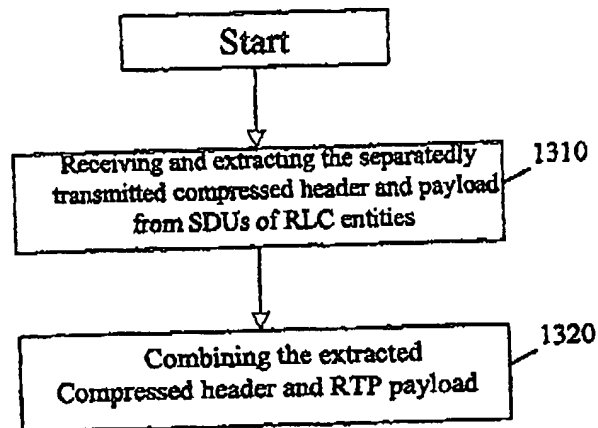 Start
Receiving and extracting the separatedly
transmitted compressed header and payload
from SDUs of RLC entities
1310
Combining the extracted
Compressed header and RTP payload
1320